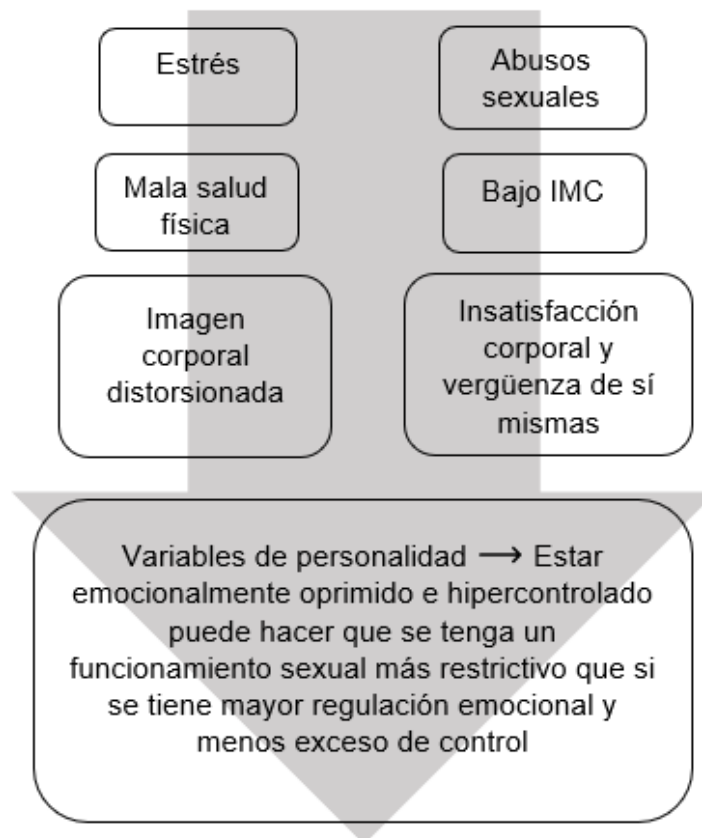 Estrés
Abusos
sexuales
Mala salud
física
Bajo IMC
Imagen
corporal
distorsionada
Insatisfacción
corporal y
vergüenza de sí
mismas
Variables de personalidad ⟶ Estar
emocionalmente oprimido e hipercontrolado
puede hacer que se tenga un
funcionamiento sexual más restrictivo que si
se tiene mayor regulación emocional y
menos exceso de control